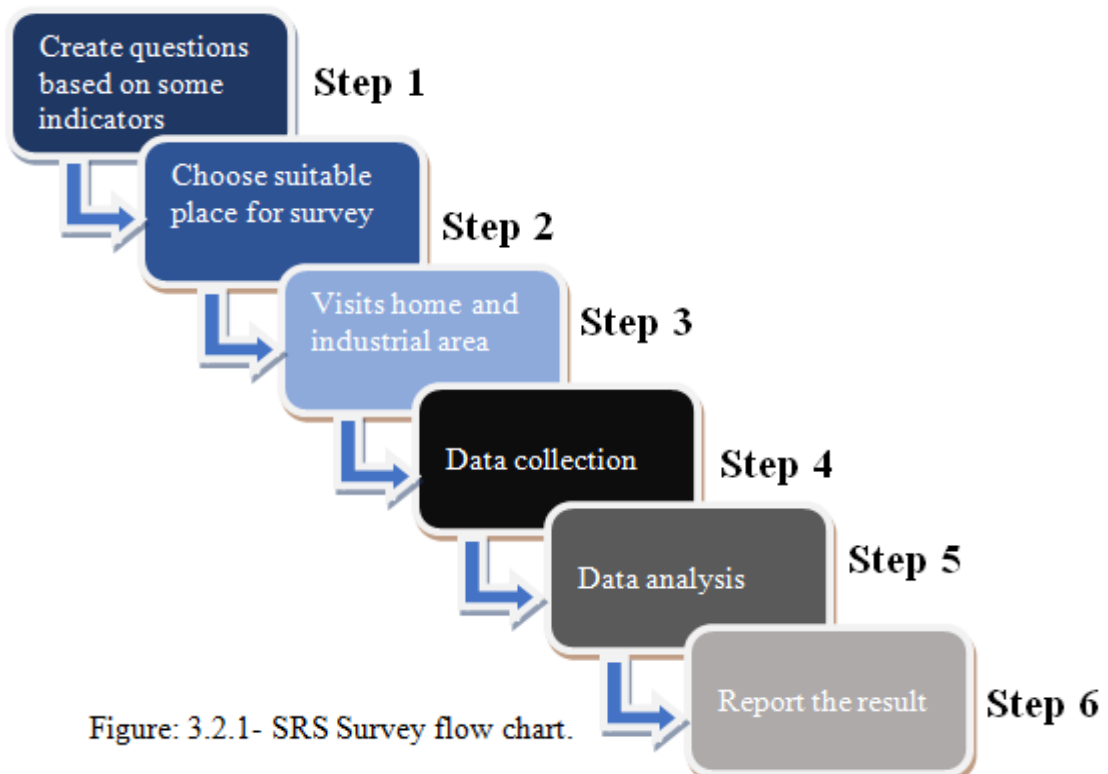 Create questions
based on some
indicators
Step 1
Choose suitable
place for survey
Step 2
Visits home and
industrial area
Step 3
Data collection
Step 4
Data analysis
Step 5
Report the result
Step 6
Figure: 3.2.1- SRS Survey flow chart.